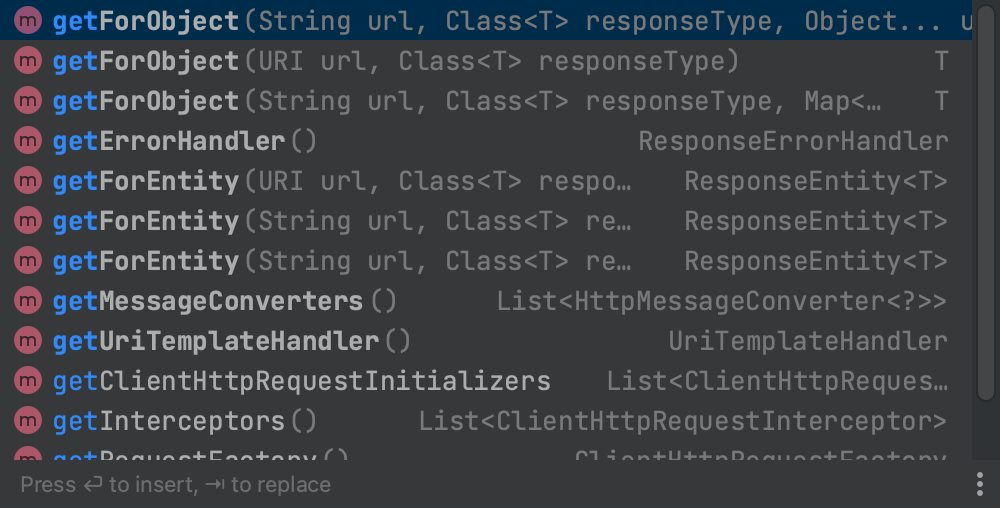 m getForObject(String url, Class<T> responseType, Object... u
m getForObject(URI url, Class<T> responseType) T
m getForObject(String url, Class<T> responseType, Map<… T
m getErrorHandler() ResponseErrorHandler
m getForEntity(URI url, Class<T> respo… ResponseEntity<T>
m getForEntity(String url, Class<T> re… ResponseEntity<T>
m getForEntity(String url, Class<T> re… ResponseEntity<T>
m getMessageConverters() List<HttpMessageConverter<?>>
m getUriTemplateHandler() UriTemplateHandler
m getClientHttpRequestInitializers List<ClientHttpReques…
m getInterceptors() List<ClientHttpRequestInterceptor>
m getRequestFactory() ClientHttpRequestFactory
Press ↩ to insert, ⇥ to replace